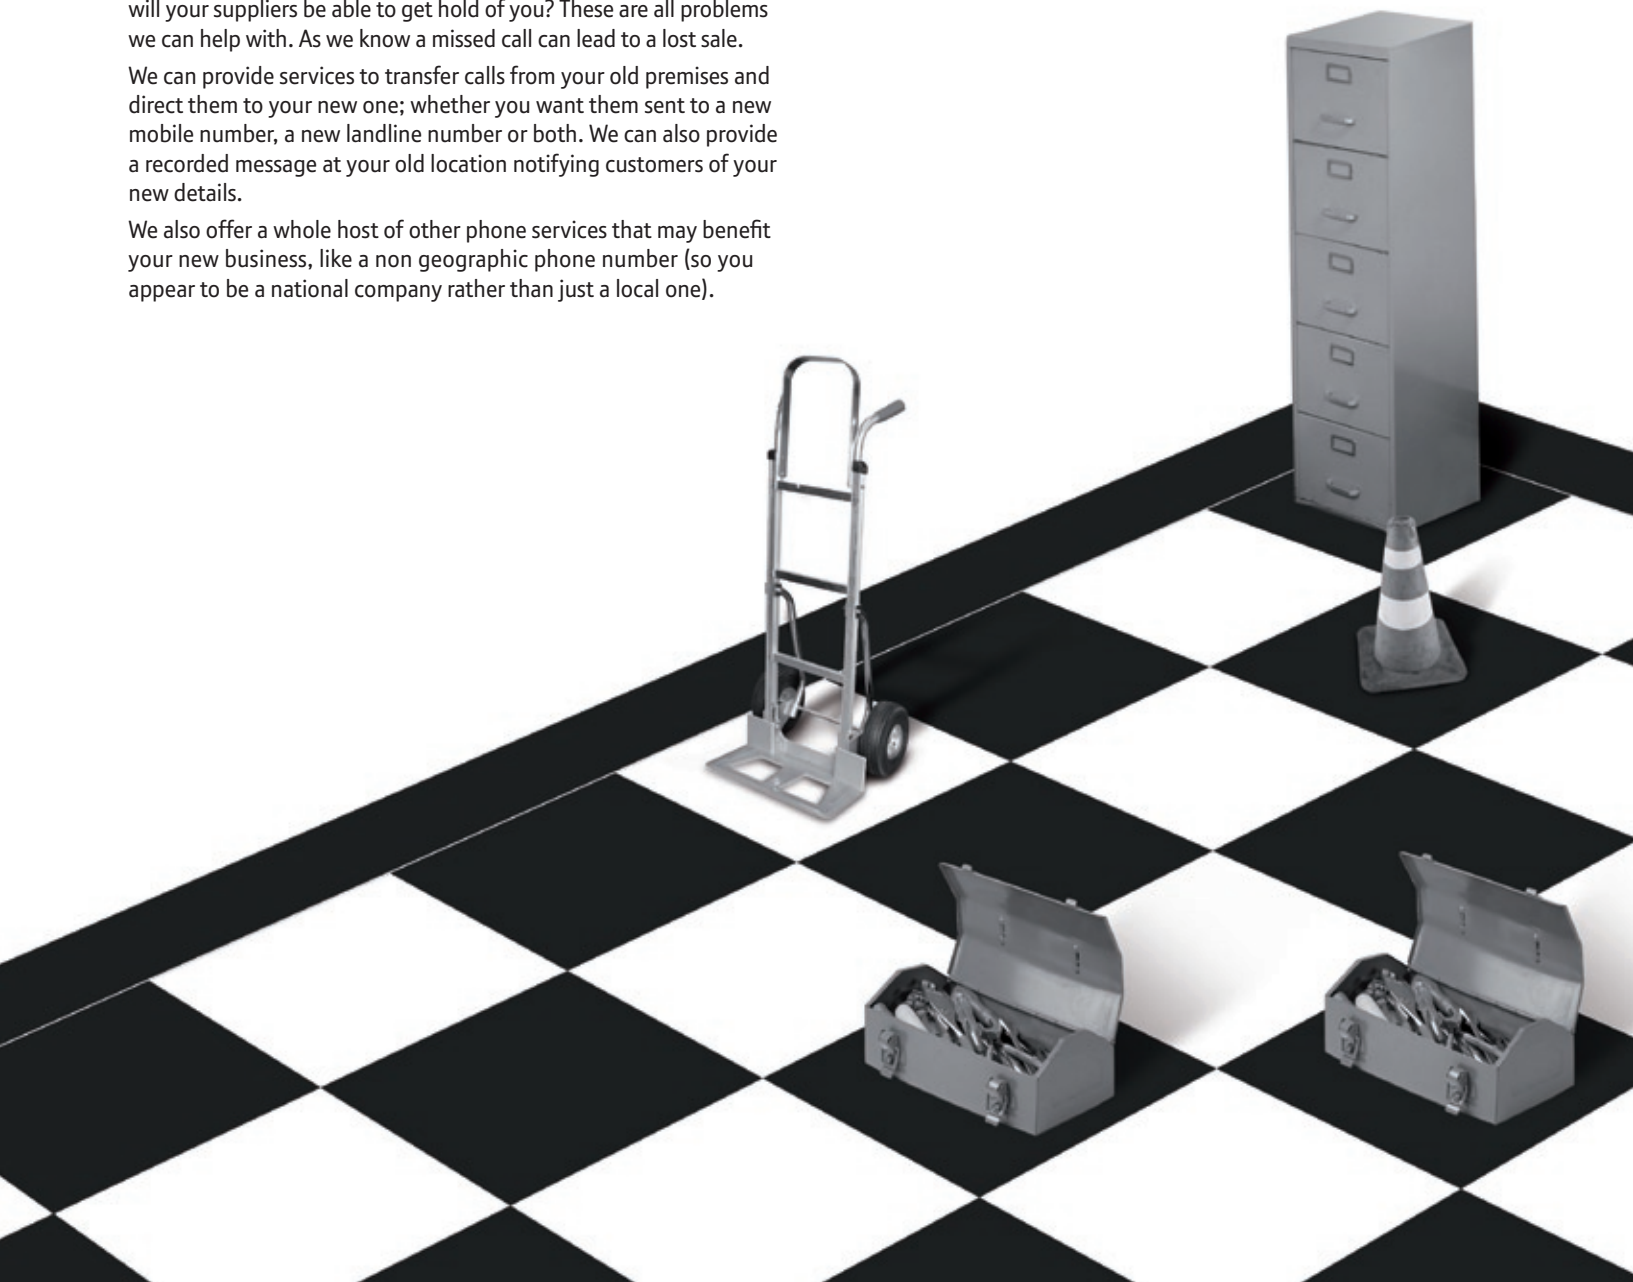 will your suppliers be able to get hold of you? These are all problems
we can help with. As we know a missed call can lead to a lost sale.
We can provide services to transfer calls from your old premises and
direct them to your new one; whether you want them sent to a new
mobile number, a new landline number or both. We can also provide
a recorded message at your old location notifying customers of your
new details.
We also offer a whole host of other phone services that may benefit
your new business, like a non geographic phone number (so you
appear to be a national company rather than just a local one).